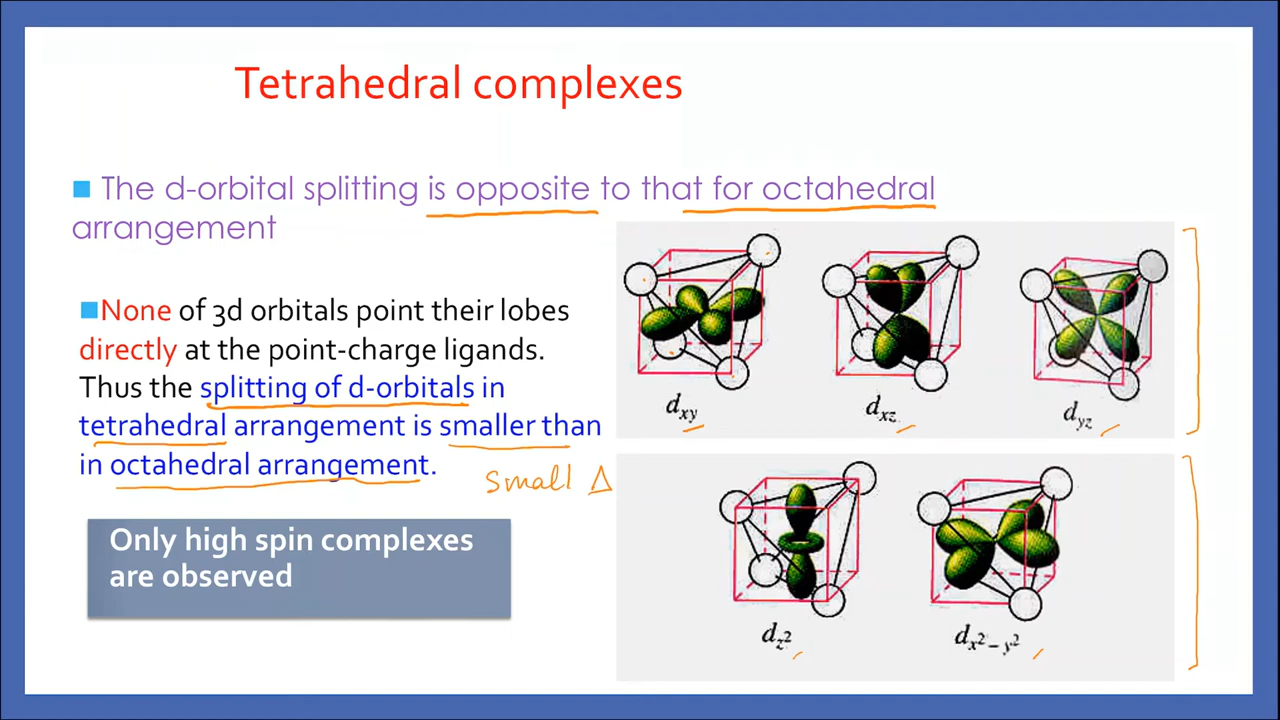 Tetrahedral complexes
The d-orbital splitting is opposite to that for octahedral
arrangement
None of 3d orbitals point their lobes
directly at the point-charge ligands.
Thus the splitting of d-orbitals in
tetrahedral arrangement is smaller than
in octahedral arrangement.
small Δ
Only high spin complexes
are observed
dxy
dxz
dyz
dz²
dx²−y²